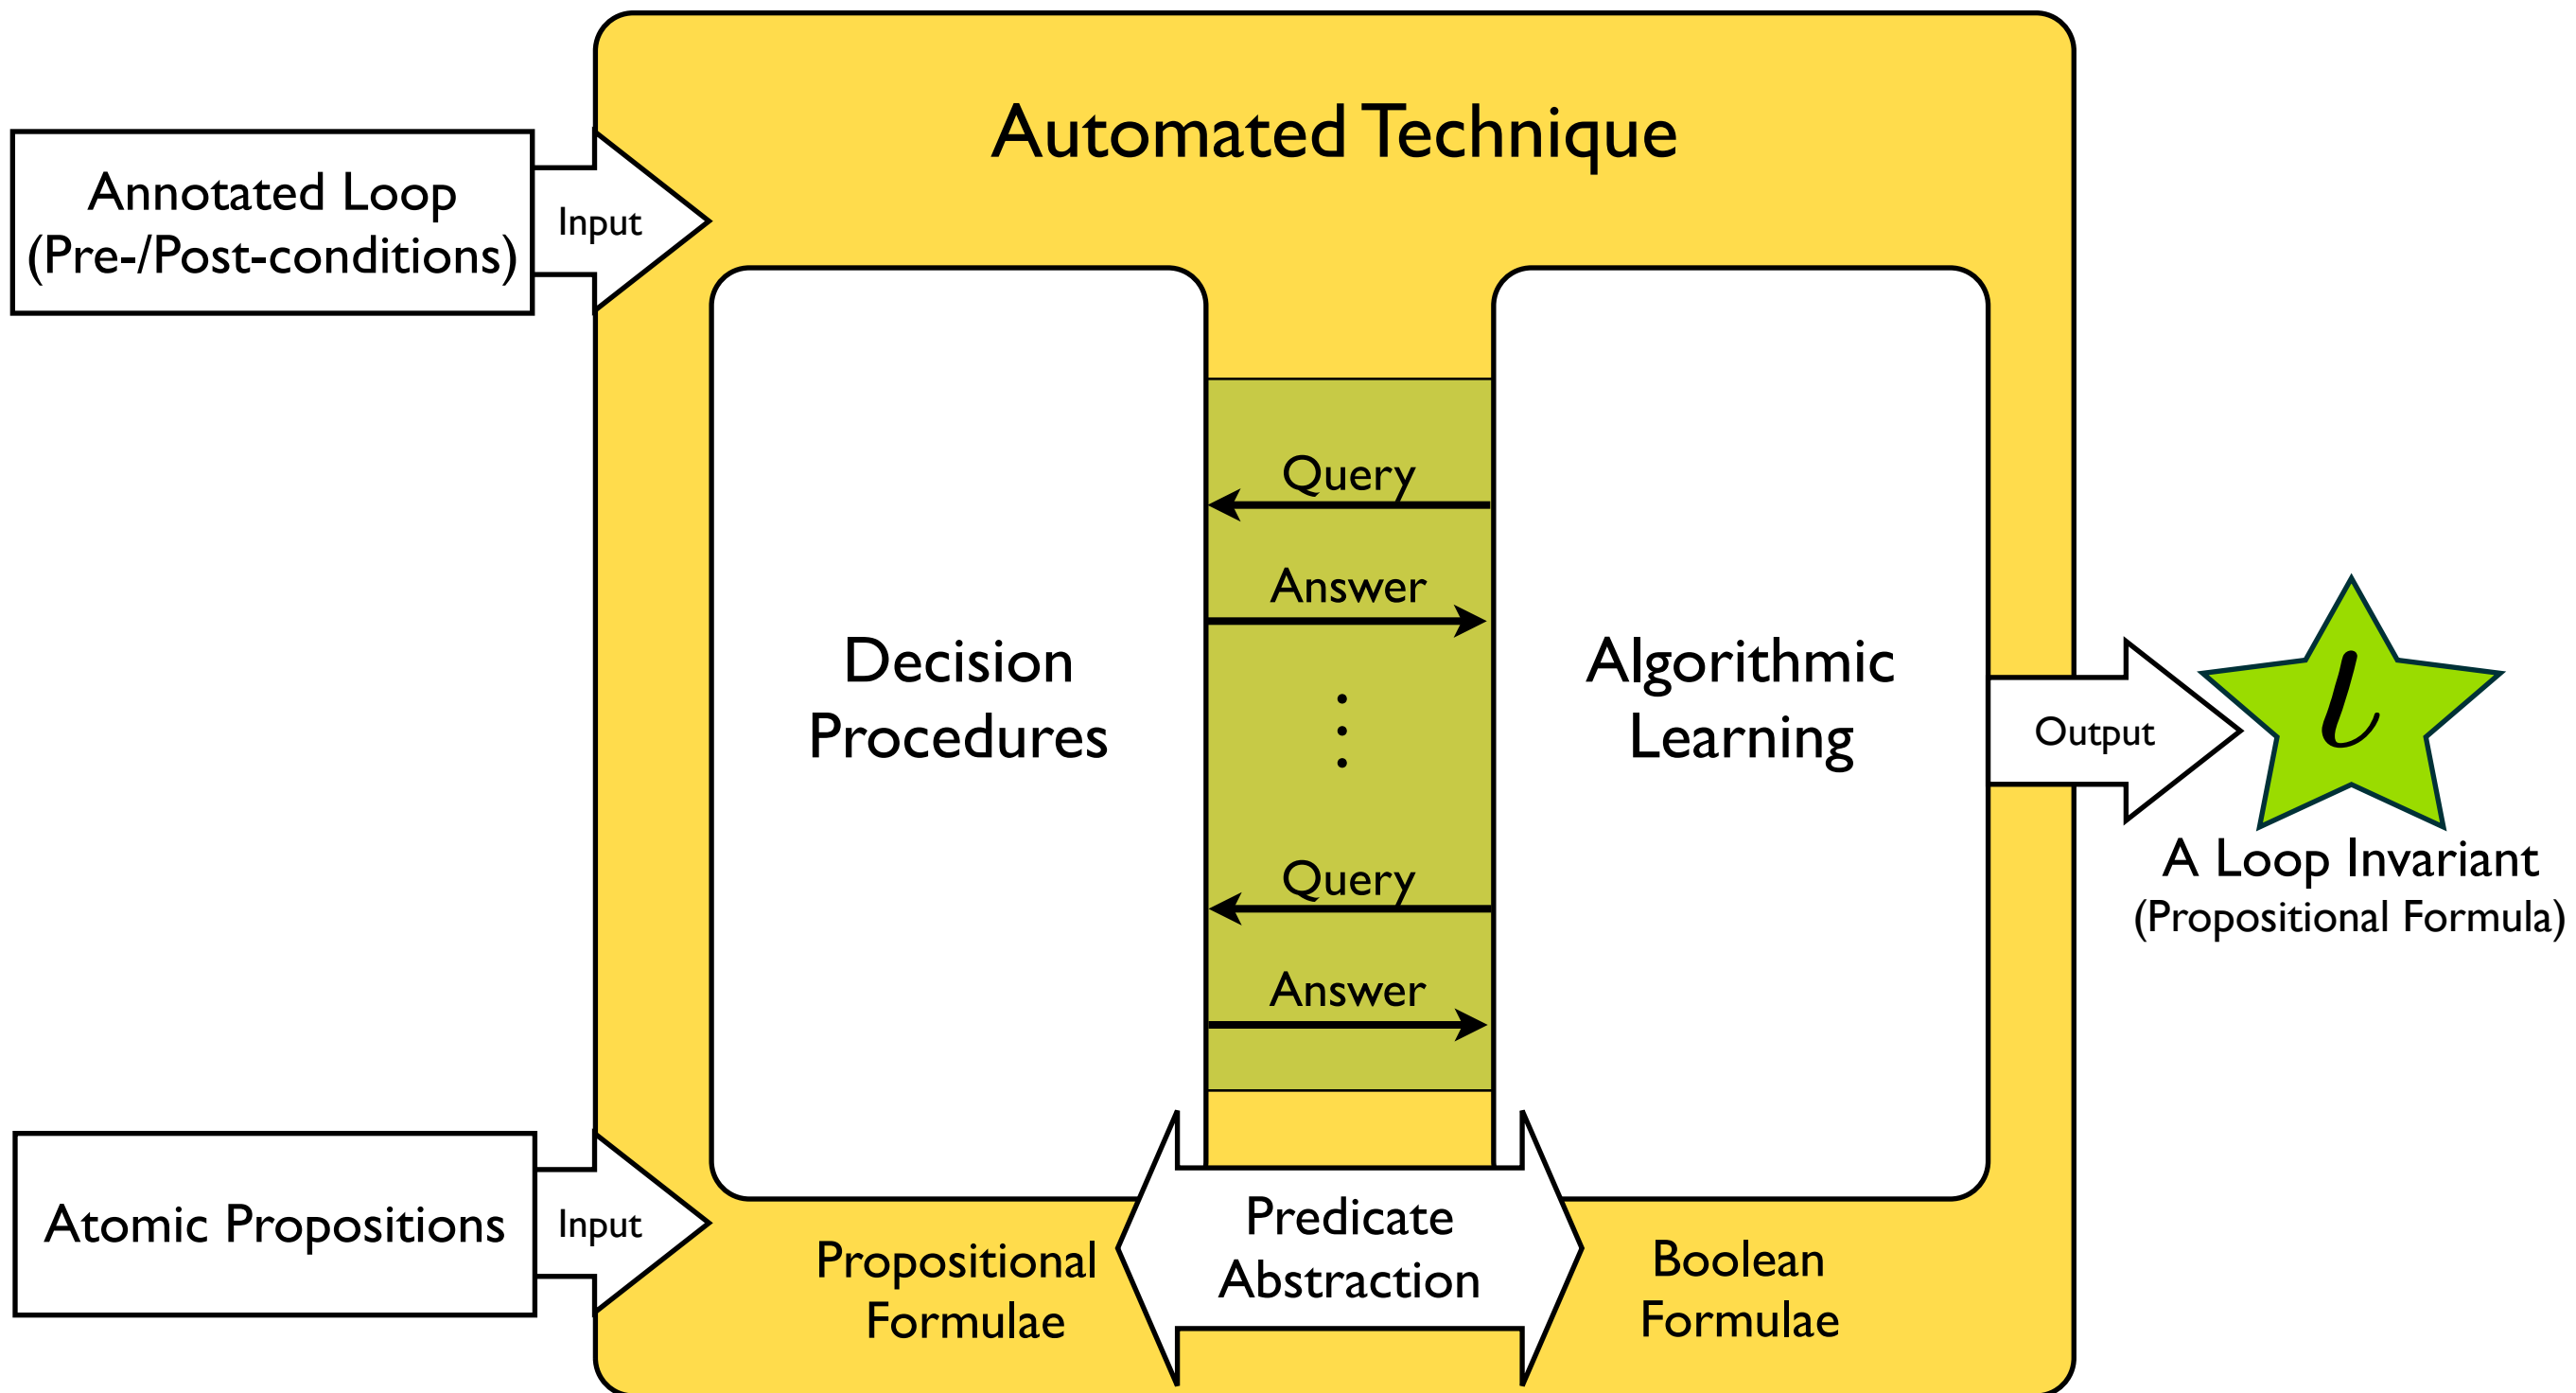 Automated Technique
Annotated Loop
(Pre-/Post-conditions)
Input
Query
Answer
Decision
Procedures
Algorithmic
Learning
Output
ι
A Loop Invariant
(Propositional Formula)
Query
Answer
Atomic Propositions
Input
Predicate
Abstraction
Propositional
Formulae
Boolean
Formulae